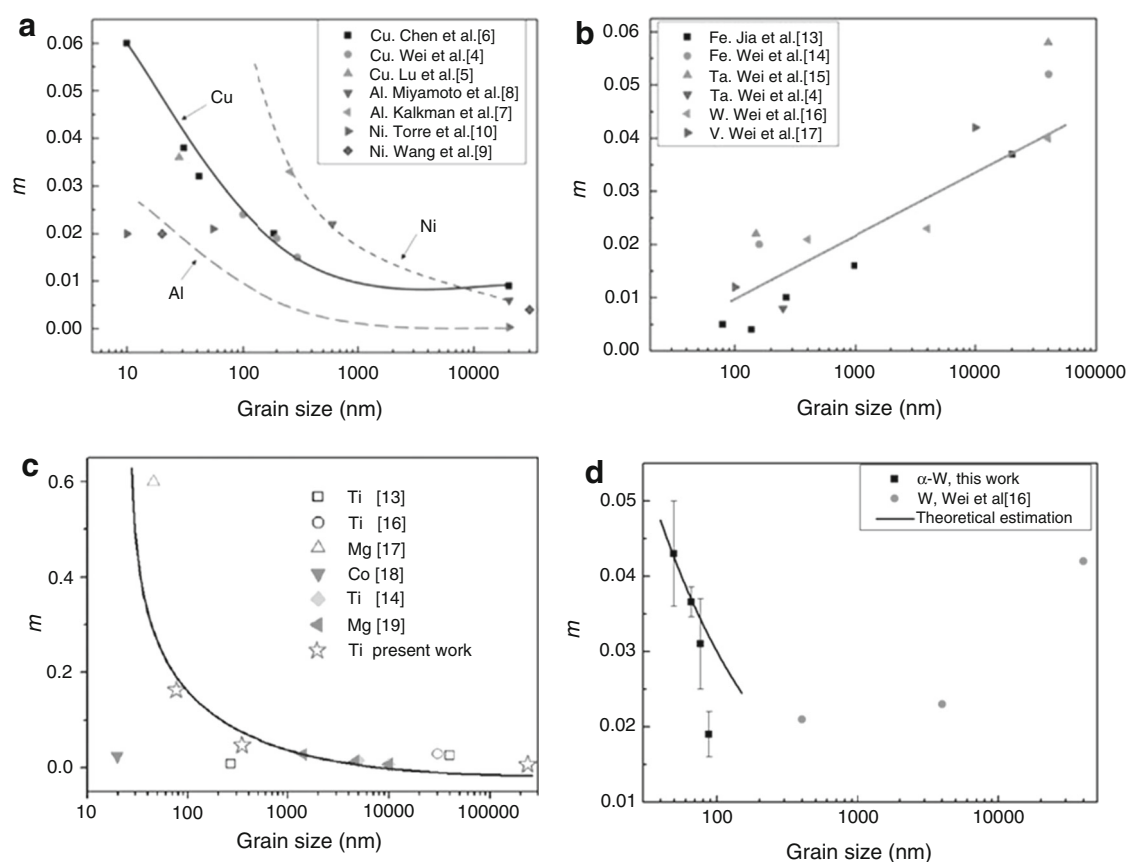 a
0.06
0.05
0.04
0.03
0.02
0.01
0.00
m
Cu
Al
Ni
Cu. Chen et al.[6]
Cu. Wei et al.[4]
Cu. Lu et al.[5]
Al. Miyamoto et al.[8]
Al. Kalkman et al.[7]
Ni. Torre et al.[10]
Ni. Wang et al.[9]
10 100 1000 10000
Grain size (nm)
b
0.06
0.05
0.04
0.03
0.02
0.01
0.00
m
Fe. Jia et al.[13]
Fe. Wei et al.[14]
Ta. Wei et al.[15]
Ta. Wei et al.[4]
W. Wei et al.[16]
V. Wei et al.[17]
100 1000 10000 100000
Grain size (nm)
c
0.6
0.4
0.2
0.0
m
Ti [13]
Ti [16]
Mg [17]
Co [18]
Ti [14]
Mg [19]
Ti present work
10 100 1000 10000 100000
Grain size (nm)
d
0.05
0.04
0.03
0.02
0.01
m
α-W, this work
W, Wei et al[16]
Theoretical estimation
100 1000 10000
Grain size (nm)